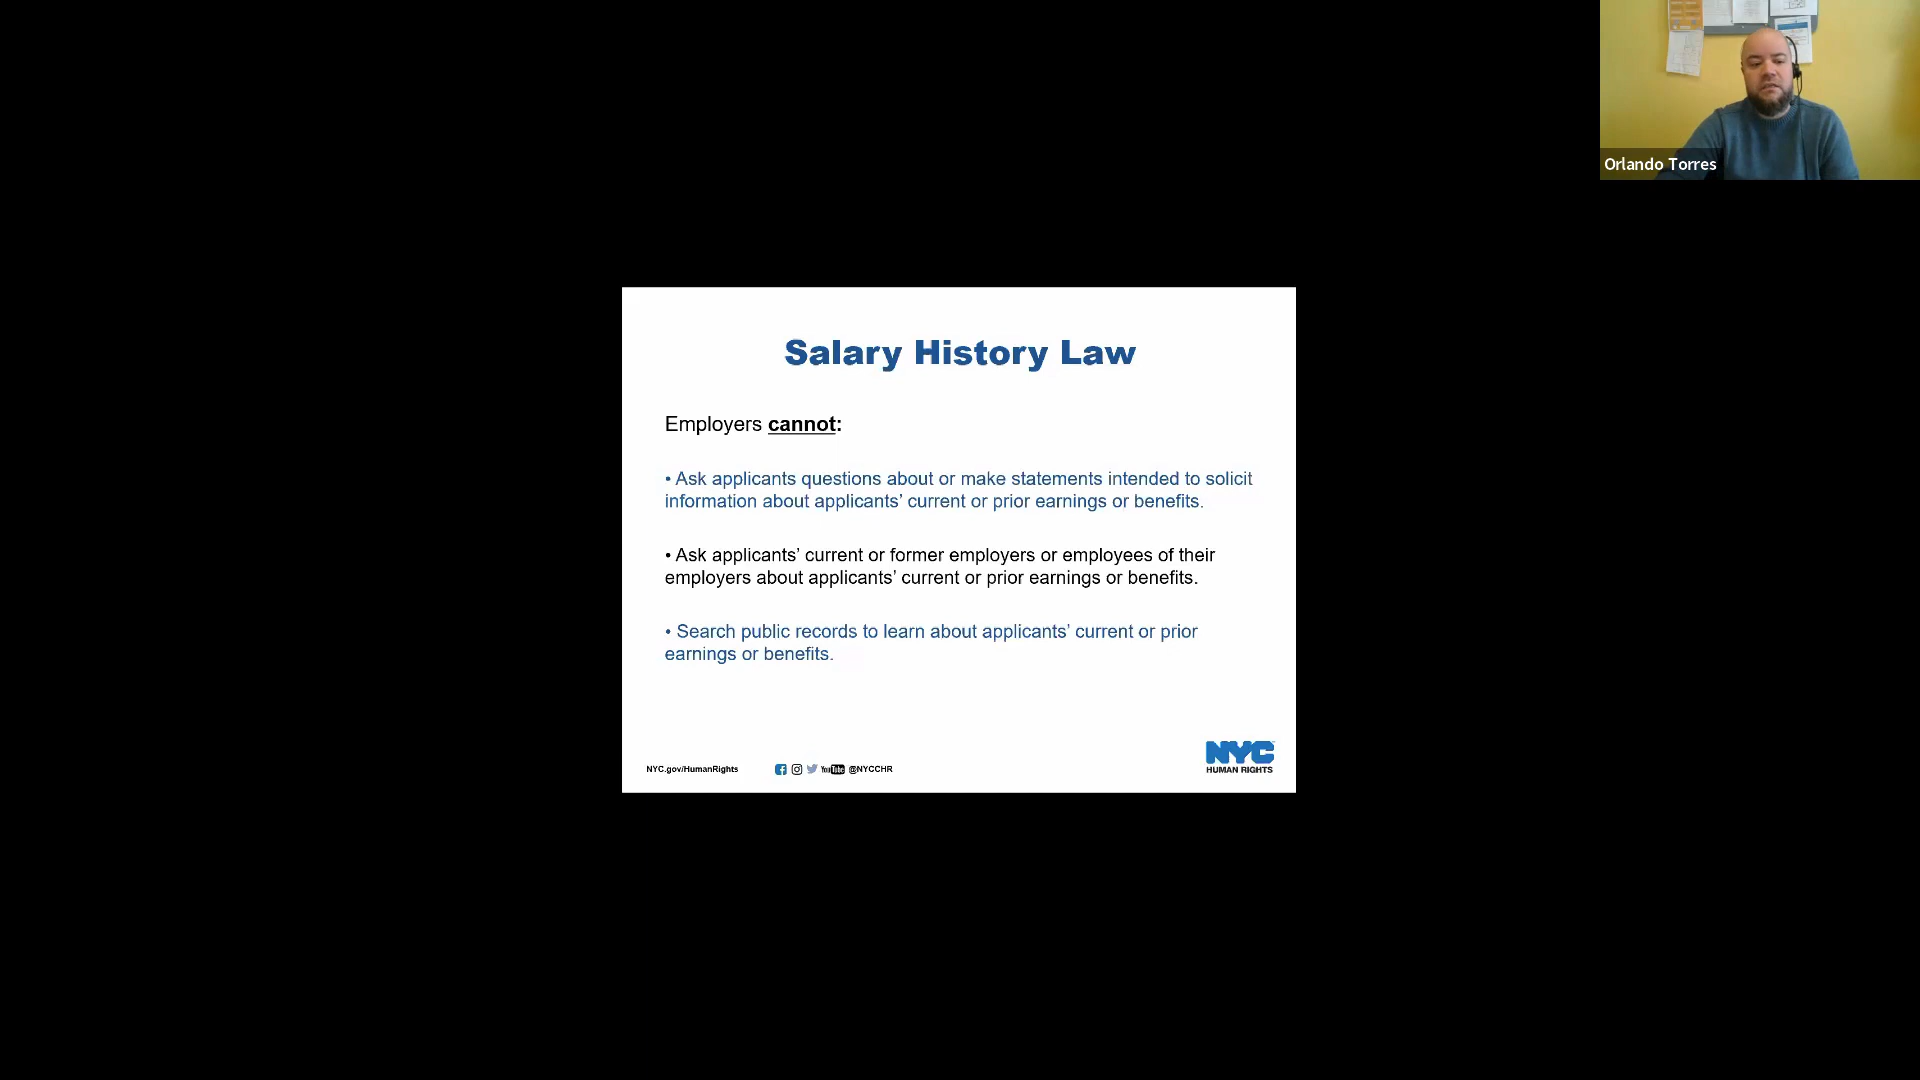 Orlando Torres
Salary History Law
Employers cannot:
• Ask applicants questions about or make statements intended to solicit
information about applicants’ current or prior earnings or benefits.
• Ask applicants’ current or former employers or employees of their
employers about applicants’ current or prior earnings or benefits.
• Search public records to learn about applicants’ current or prior
earnings or benefits.
NYC.gov/HumanRights
YouTube @NYCCHR
NYC
HUMAN RIGHTS